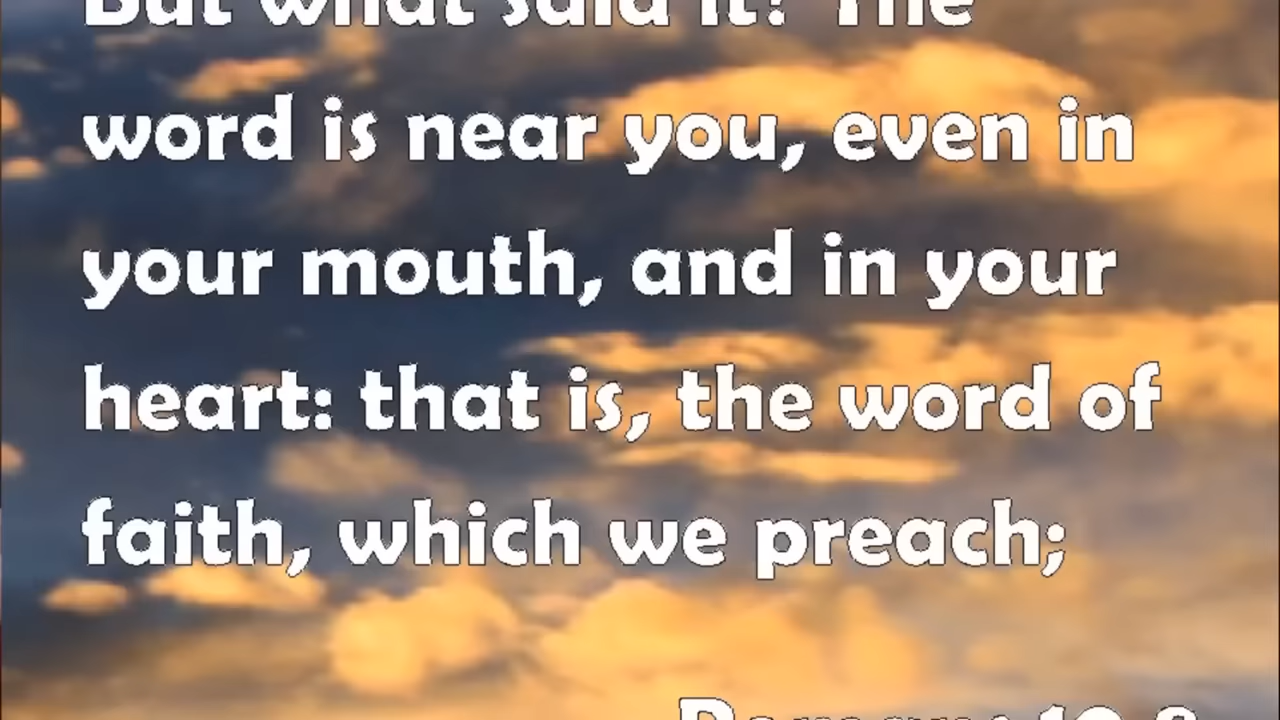 But what said it? The
word is near you, even in
your mouth, and in your
heart: that is, the word of
faith, which we preach;